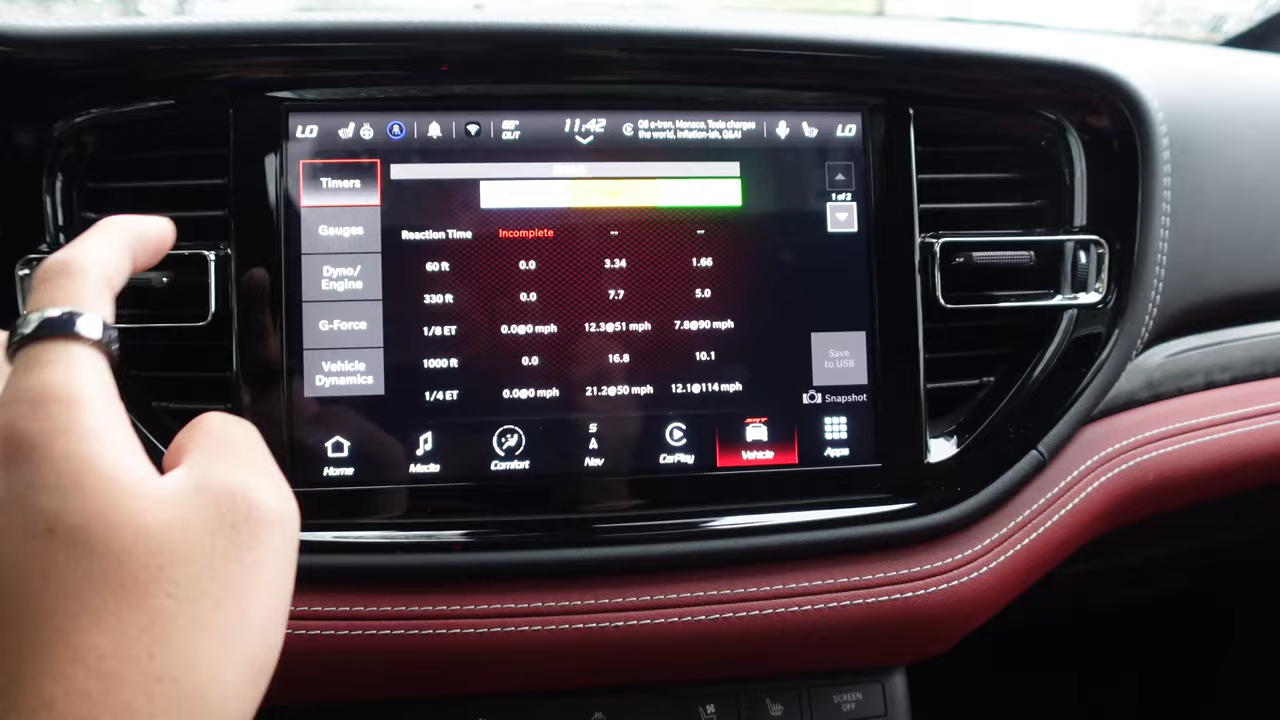 LO
66° OUT
11:42
Q8 e-tron, Monaco, Tesla charges
the world, inflation-ish, Q&AI
LO
Timers
Gauges
Dyno/
Engine
G-Force
Vehicle
Dynamics
1 of 2
Reaction Time Incomplete -- --
60 ft 0.0 3.34 1.66
330 ft 0.0 7.7 5.0
1/8 ET 0.0@0 mph 12.3@51 mph 7.8@90 mph
1000 ft 0.0 16.8 10.1
1/4 ET 0.0@0 mph 21.2@50 mph 12.1@114 mph
Save
to USB
Snapshot
Home
Media
Comfort
S
A
Nav
CarPlay
SRT
Vehicle
Apps
SCREEN
OFF